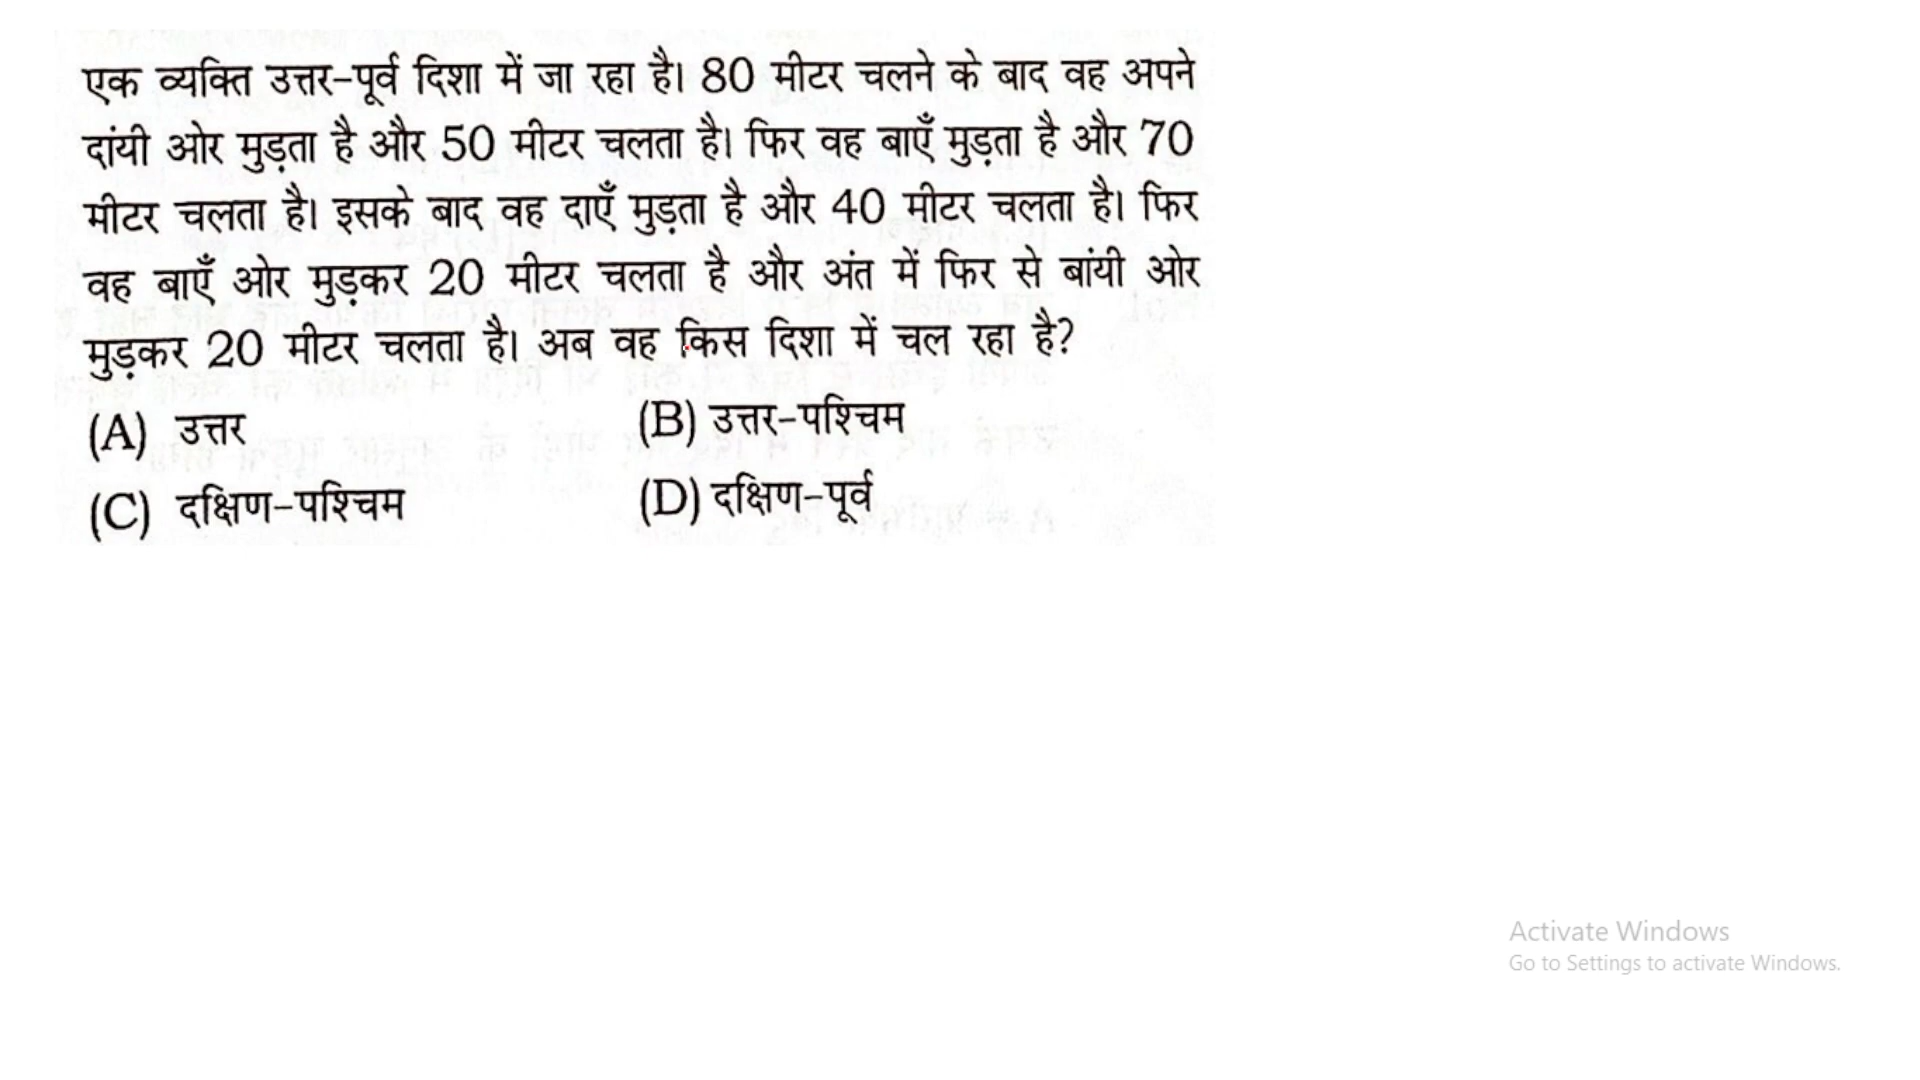 एक व्यक्ति उत्तर-पूर्व दिशा में जा रहा है। 80 मीटर चलने के बाद वह अपने
दांयी ओर मुड़ता है और 50 मीटर चलता है। फिर वह बाएँ मुड़ता है और 70
मीटर चलता है। इसके बाद वह दाएँ मुड़ता है और 40 मीटर चलता है। फिर
वह बाएँ ओर मुड़कर 20 मीटर चलता है और अंत में फिर से बांयी ओर
मुड़कर 20 मीटर चलता है। अब वह किस दिशा में चल रहा है?
(A) उत्तर (B) उत्तर-पश्चिम
(C) दक्षिण-पश्चिम (D) दक्षिण-पूर्व
Activate Windows
Go to Settings to activate Windows.